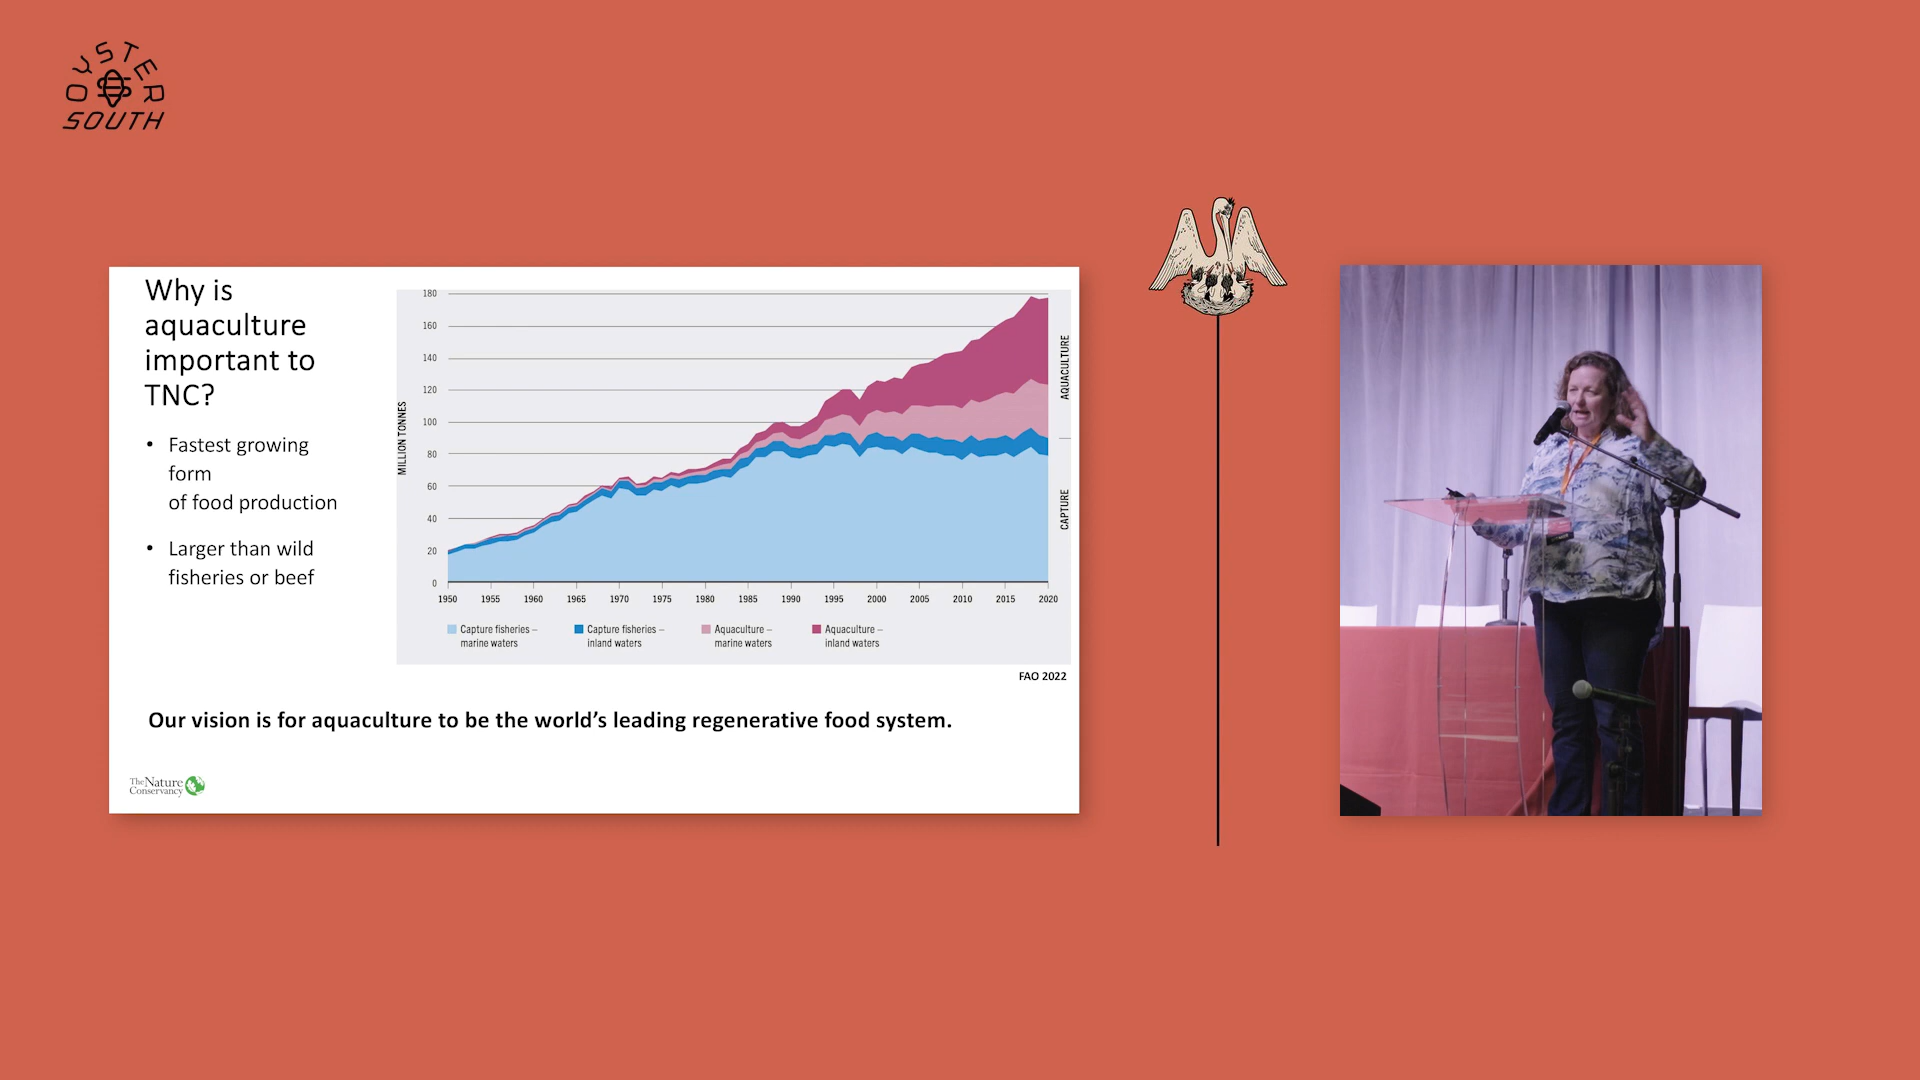 OYSTER
SOUTH
Why is
aquaculture
important to
TNC?
• Fastest growing
form
of food production
• Larger than wild
fisheries or beef
MILLION TONNES
180
160
140
120
100
80
60
40
20
0
1950 1955 1960 1965 1970 1975 1980 1985 1990 1995 2000 2005 2010 2015 2020
AQUACULTURE
CAPTURE
Capture fisheries –
marine waters
Capture fisheries –
inland waters
Aquaculture –
marine waters
Aquaculture –
inland waters
FAO 2022
Our vision is for aquaculture to be the world’s leading regenerative food system.
The Nature
Conservancy